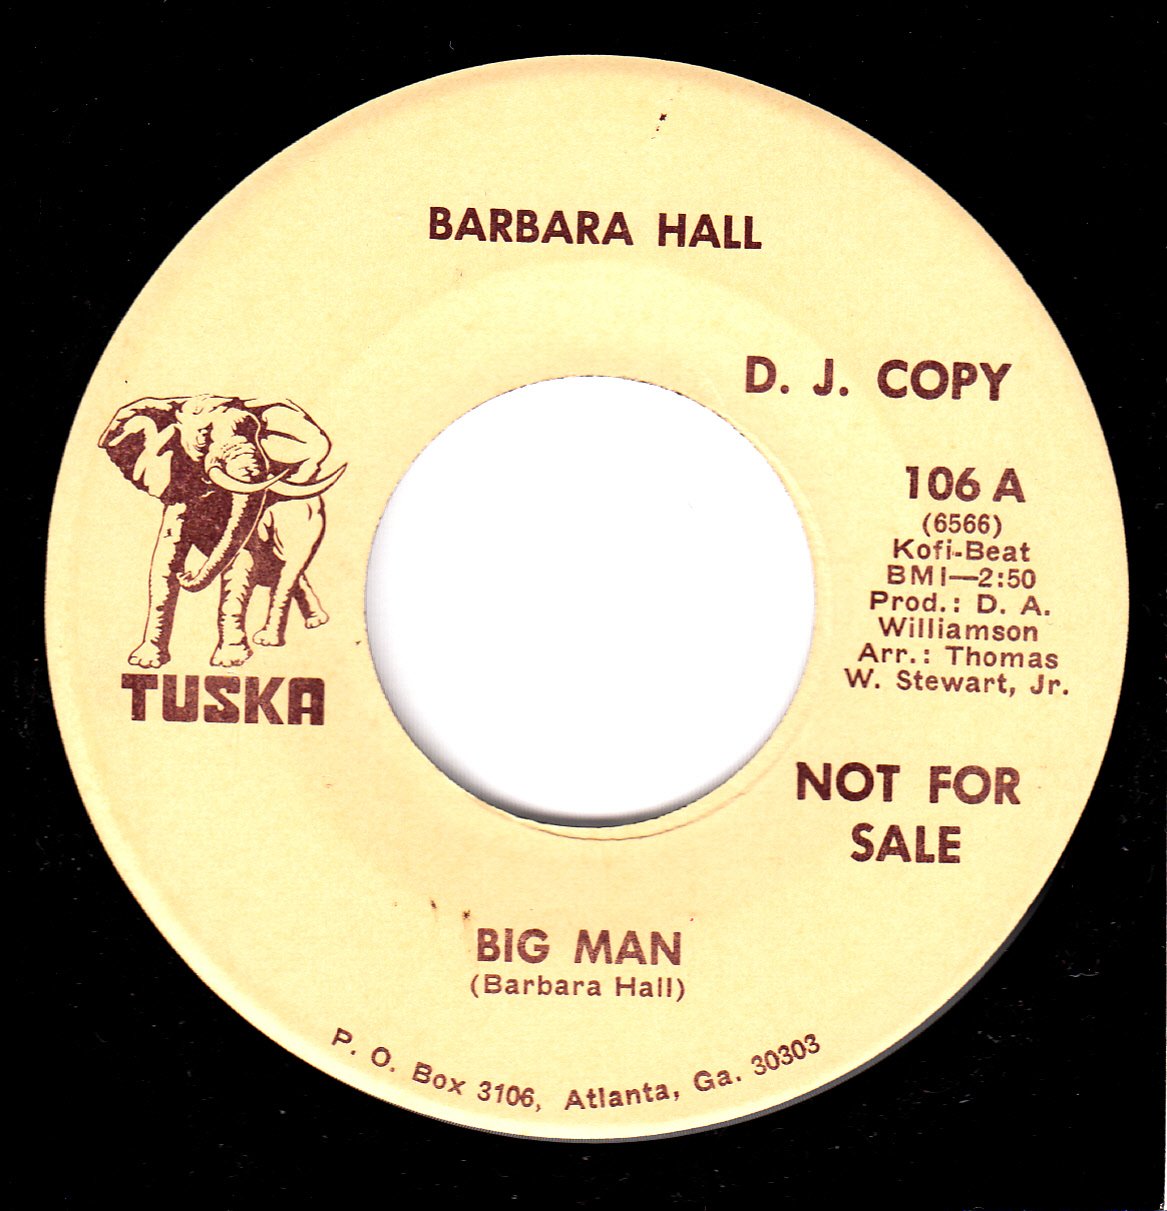 BARBARA HALL
D. J. COPY
106 A
(6566)
Kofi-Beat
BMI—2:50
Prod.: D. A.
Williamson
Arr.: Thomas
W. Stewart, Jr.
TUSKA
NOT FOR
SALE
BIG MAN
(Barbara Hall)
P. O. Box 3106, Atlanta, Ga. 30303